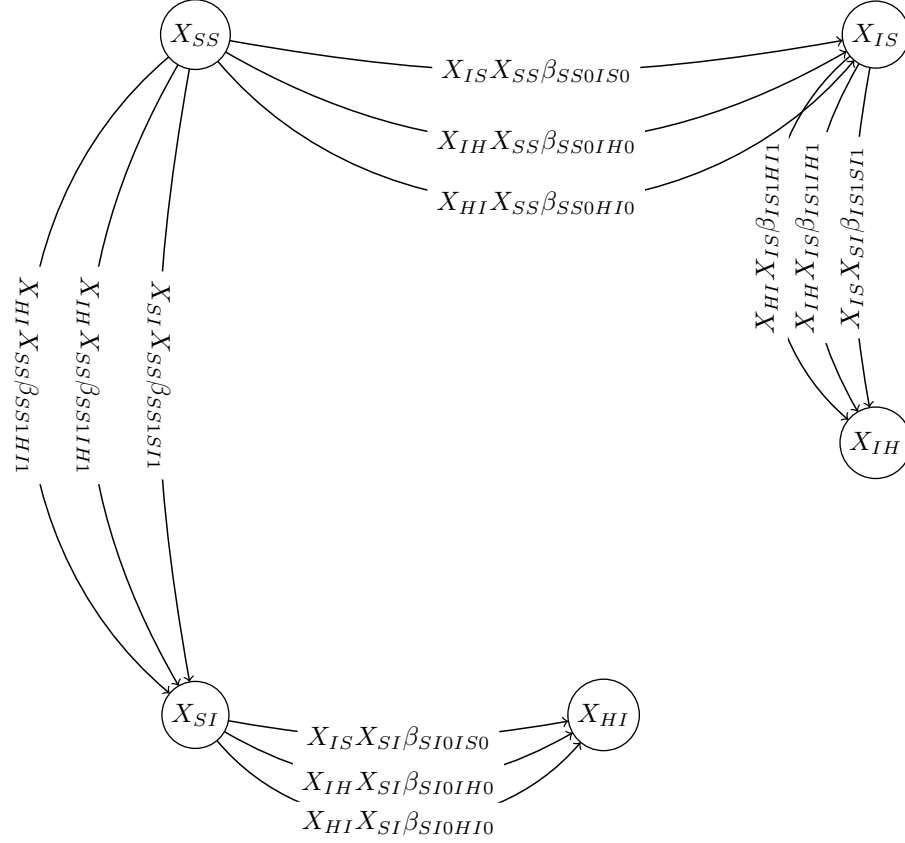 X_{SS}
X_{IS}
X_{IS}X_{SS}β_{SS0IS0}
X_{IH}X_{SS}β_{SS0IH0}
X_{HI}X_{SS}β_{SS0HI0}
X_{HI}X_{IS}β_{IS1HI1}
X_{IH}X_{IS}β_{IS1IH1}
X_{IS}X_{SI}β_{IS1SI1}
X_{HI}X_{SS}β_{SS1HI1}
X_{IH}X_{SS}β_{SS1IH1}
X_{SI}X_{SS}β_{SS1SI1}
X_{IH}
X_{SI}
X_{HI}
X_{IS}X_{SI}β_{SI0IS0}
X_{IH}X_{SI}β_{SI0IH0}
X_{HI}X_{SI}β_{SI0HI0}